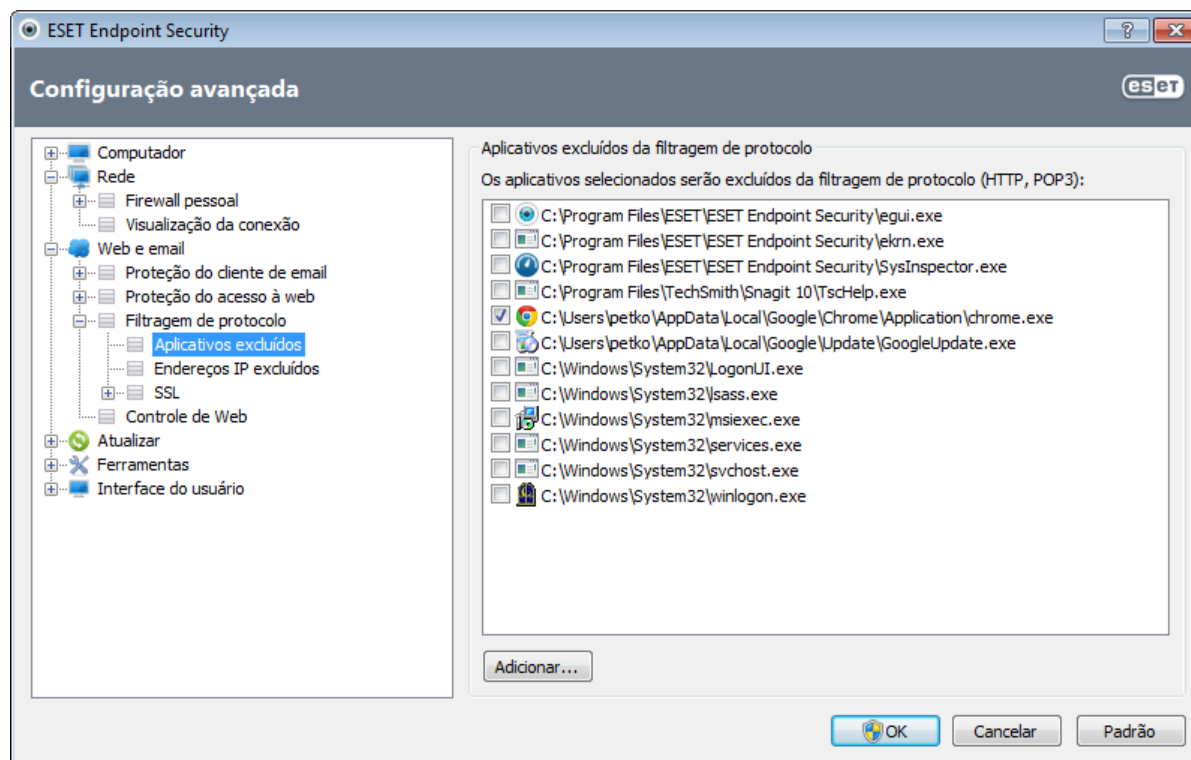 ESET Endpoint Security
?
Configuração avançada
eseT
Computador
Rede
Firewall pessoal
Visualização da conexão
Web e email
Proteção do cliente de email
Proteção do acesso à web
Filtragem de protocolo
Aplicativos excluídos
Endereços IP excluídos
SSL
Controle de Web
Atualizar
Ferramentas
Interface do usuário
Aplicativos excluídos da filtragem de protocolo
Os aplicativos selecionados serão excluídos da filtragem de protocolo (HTTP, POP3):
C:\Program Files\ESET\ESET Endpoint Security\egui.exe
C:\Program Files\ESET\ESET Endpoint Security\ekrn.exe
C:\Program Files\ESET\ESET Endpoint Security\SysInspector.exe
C:\Program Files\TechSmith\Snagit 10\TscHelp.exe
C:\Users\petko\AppData\Local\Google\Chrome\Application\chrome.exe
C:\Users\petko\AppData\Local\Google\Update\GoogleUpdate.exe
C:\Windows\System32\LogonUI.exe
C:\Windows\System32\lsass.exe
C:\Windows\System32\msiexec.exe
C:\Windows\System32\services.exe
C:\Windows\System32\svchost.exe
C:\Windows\System32\winlogon.exe
Adicionar...
OK
Cancelar
Padrão